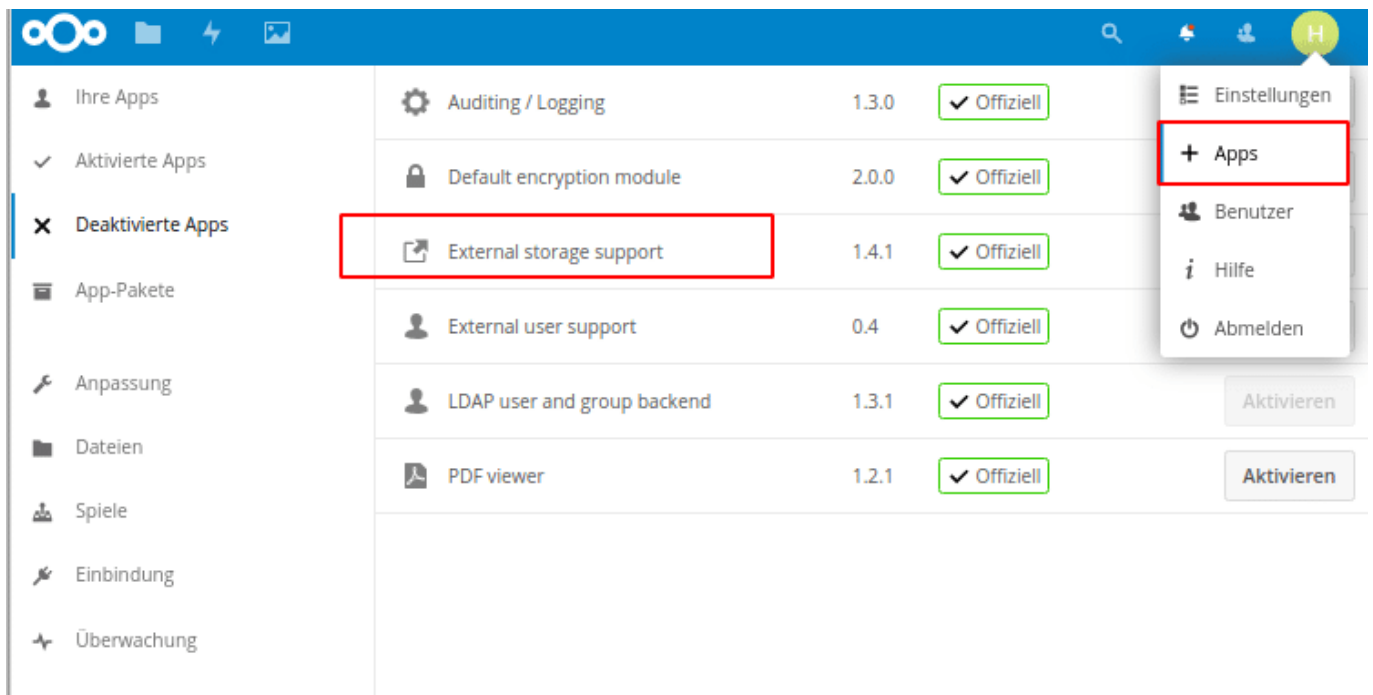 H
Ihre Apps
Aktivierte Apps
Deaktivierte Apps
App-Pakete
Anpassung
Dateien
Spiele
Einbindung
Überwachung
Auditing / Logging 1.3.0 Offiziell
Default encryption module 2.0.0 Offiziell
External storage support 1.4.1 Offiziell
External user support 0.4 Offiziell
LDAP user and group backend 1.3.1 Offiziell Aktivieren
PDF viewer 1.2.1 Offiziell Aktivieren
Einstellungen
Apps
Benutzer
Hilfe
Abmelden